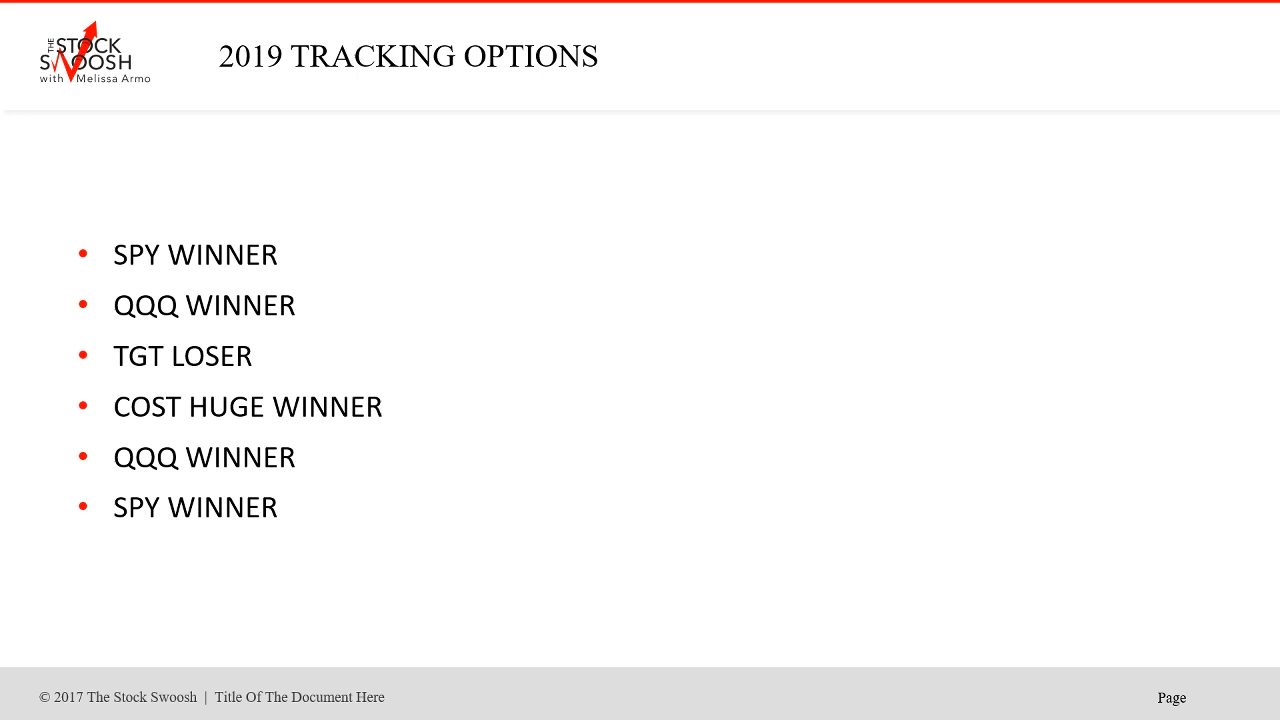 THE STOCK
SWOOSH
with Melissa Armo
2019 TRACKING OPTIONS
• SPY WINNER
• QQQ WINNER
• TGT LOSER
• COST HUGE WINNER
• QQQ WINNER
• SPY WINNER
© 2017 The Stock Swoosh | Title Of The Document Here
Page